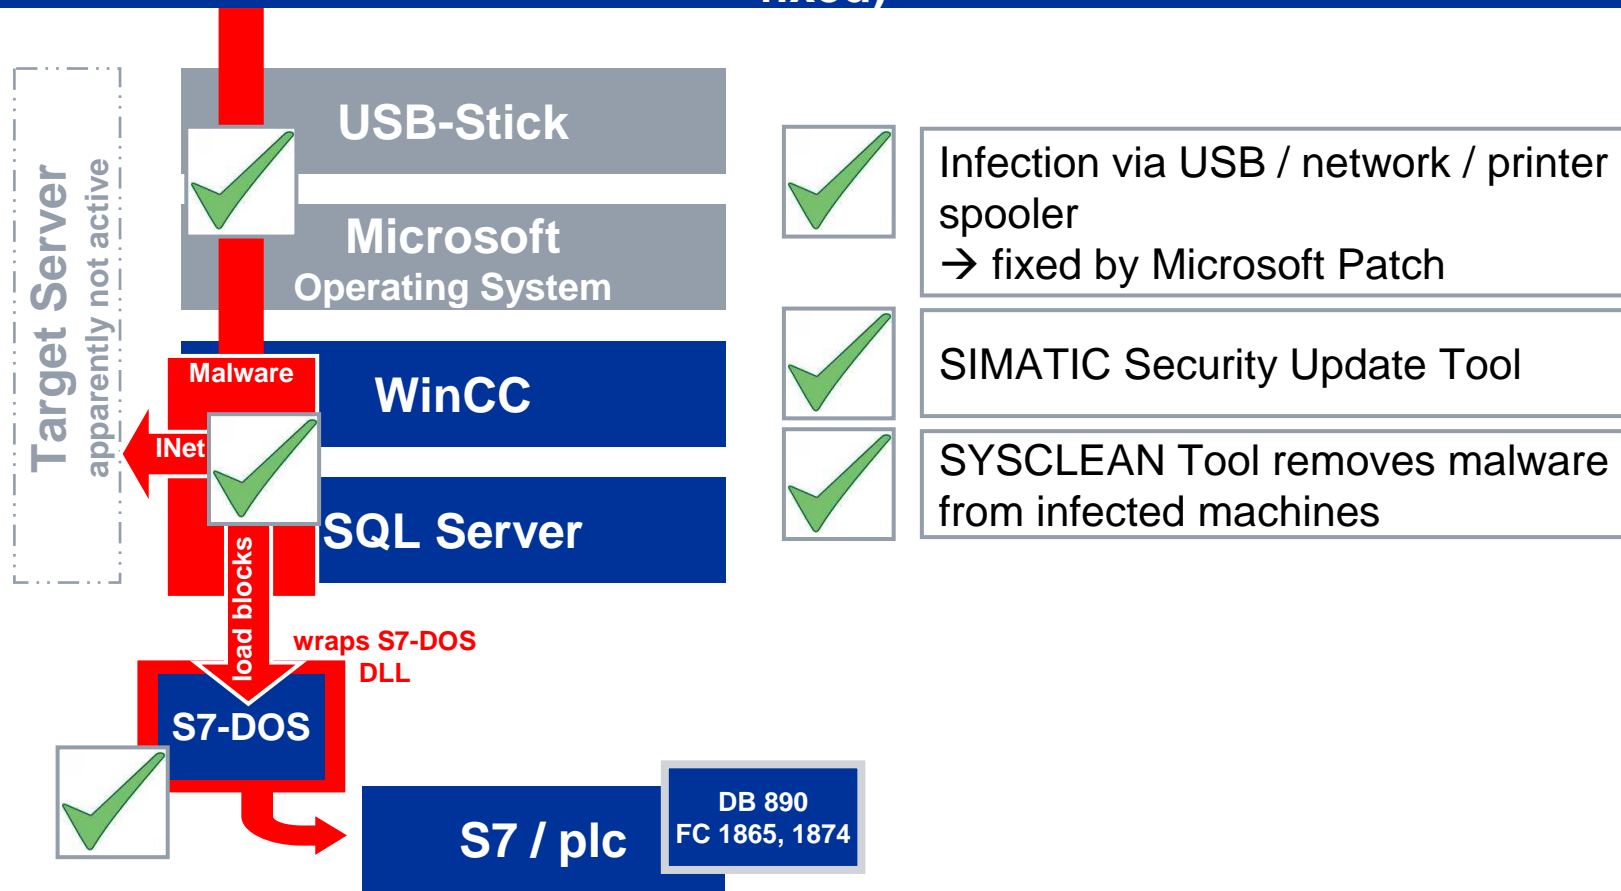 fixed)
USB-Stick
Microsoft
Operating System
WinCC
SQL Server
Target Server
apparently not active
Malware
INet
load blocks
wraps S7-DOS
DLL
S7-DOS
S7 / plc
DB 890
FC 1865, 1874
Infection via USB / network / printer
spooler
→ fixed by Microsoft Patch
SIMATIC Security Update Tool
SYSCLEAN Tool removes malware
from infected machines